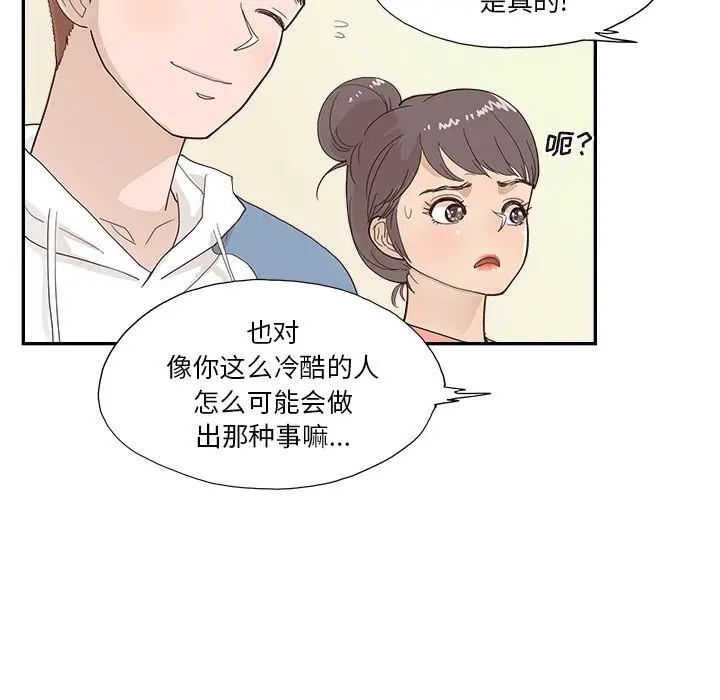 是真的!
呃?
也对
像你这么冷酷的人
怎么可能会做
出那种事嘛...